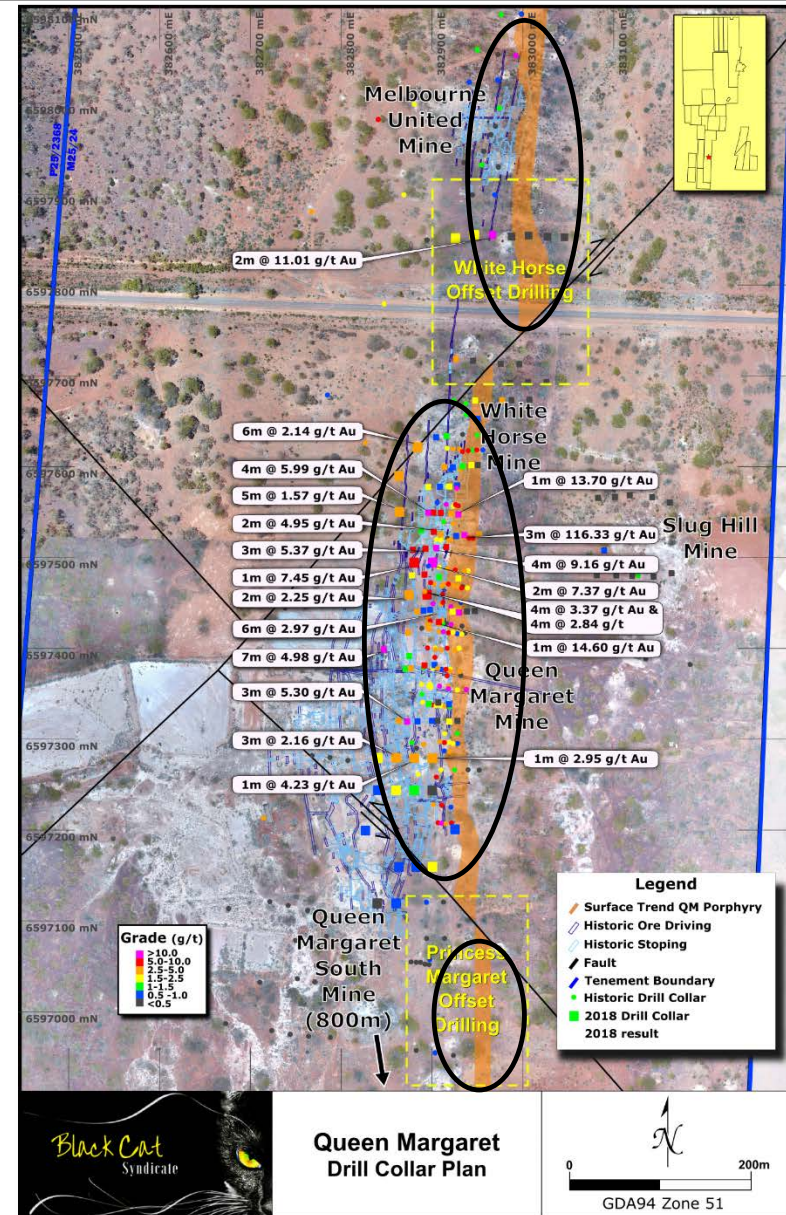 6598100 mN
382500 mE
382600 mE
382700 mE
382800 mE
382900 mE
383000 mE
383100 mE
Melbourne
United
Mine
6598000 mN
P25/2368
M25/24
6597900 mN
2m @ 11.01 g/t Au
White Horse
Offset Drilling
6597800 mN
6597700 mN
6m @ 2.14 g/t Au
White
Horse
Mine
4m @ 5.99 g/t Au
6597600 mN
5m @ 1.57 g/t Au
1m @ 13.70 g/t Au
2m @ 4.95 g/t Au
3m @ 116.33 g/t Au
Slug Hill
Mine
3m @ 5.37 g/t Au
4m @ 9.16 g/t Au
6597500 mN
1m @ 7.45 g/t Au
2m @ 7.37 g/t Au
2m @ 2.25 g/t Au
4m @ 3.37 g/t Au &
4m @ 2.84 g/t
6m @ 2.97 g/t Au
1m @ 14.60 g/t Au
6597400 mN
7m @ 4.98 g/t Au
Queen
Margaret
Mine
3m @ 5.30 g/t Au
6597300 mN
3m @ 2.16 g/t Au
1m @ 2.95 g/t Au
1m @ 4.23 g/t Au
6597200 mN
6597100 mN
Queen
Margaret
South
Mine
(800m)
Princess
Margaret
Offset
Drilling
6597000 mN
Grade (g/t)
>10.0
5.0-10.0
2.5-5.0
1.5-2.5
1-1.5
0.5 -1.0
<0.5
Legend
Surface Trend QM Porphyry
Historic Ore Driving
Historic Stoping
Fault
Tenement Boundary
Historic Drill Collar
2018 Drill Collar
2018 result
Black Cat
Syndicate
Queen Margaret
Drill Collar Plan
N
0 200m
GDA94 Zone 51